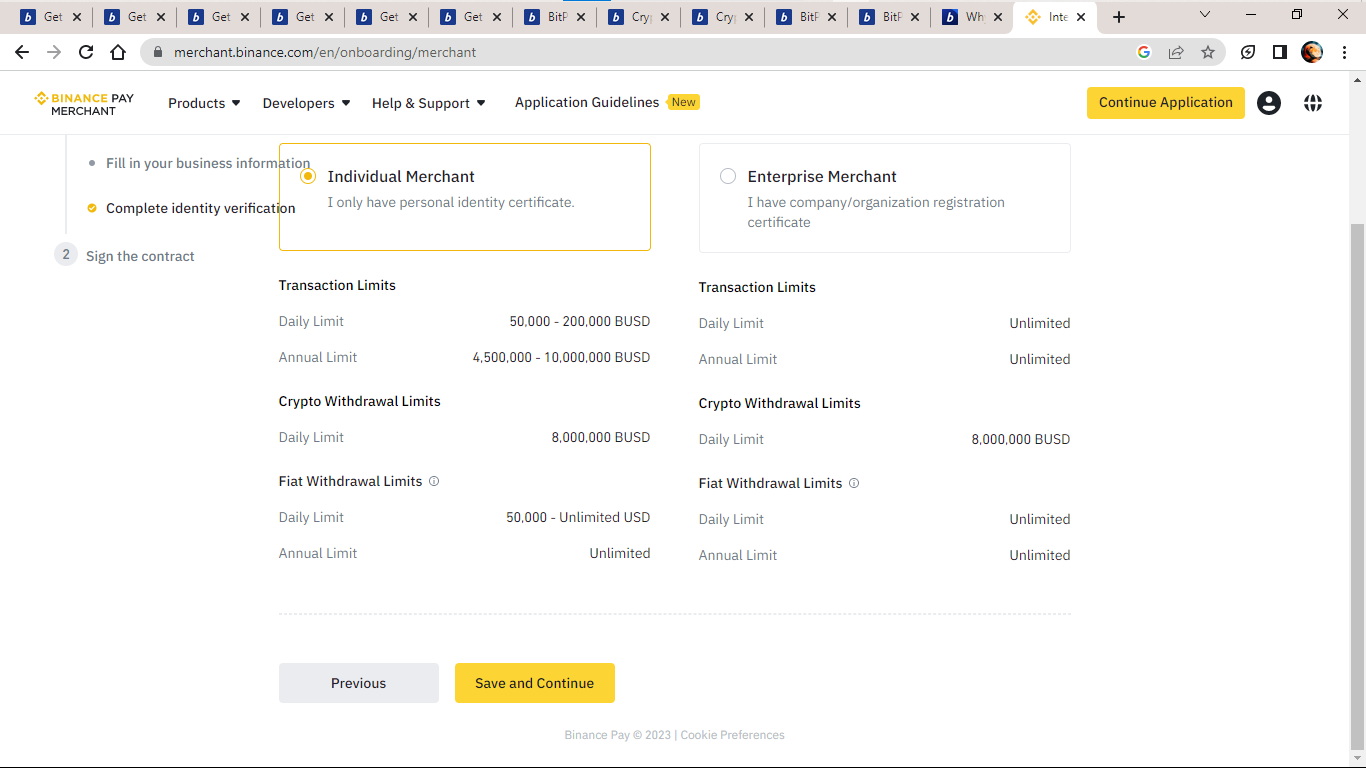 Get
Get
Get
Get
Get
Get
BitP
Cry
Cry
BitP
BitP
Wh
Inte
merchant.binance.com/en/onboarding/merchant
BINANCE PAY
MERCHANT
Products
Developers
Help & Support
Application Guidelines
New
Continue Application
Fill in your business information
Complete identity verification
2
Sign the contract
Individual Merchant
I only have personal identity certificate.
Enterprise Merchant
I have company/organization registration
certificate
Transaction Limits
Daily Limit 50,000 - 200,000 BUSD
Annual Limit 4,500,000 - 10,000,000 BUSD
Crypto Withdrawal Limits
Daily Limit 8,000,000 BUSD
Fiat Withdrawal Limits
Daily Limit 50,000 - Unlimited USD
Annual Limit Unlimited
Transaction Limits
Daily Limit Unlimited
Annual Limit Unlimited
Crypto Withdrawal Limits
Daily Limit 8,000,000 BUSD
Fiat Withdrawal Limits
Daily Limit Unlimited
Annual Limit Unlimited
Previous
Save and Continue
Binance Pay © 2023 | Cookie Preferences